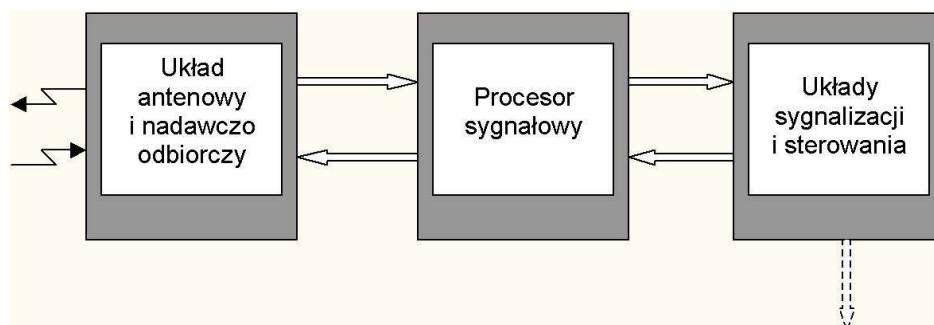 Układ
antenowy
i nadawczo
odbiorczy
Procesor
sygnałowy
Układy
sygnalizacji
i sterowania